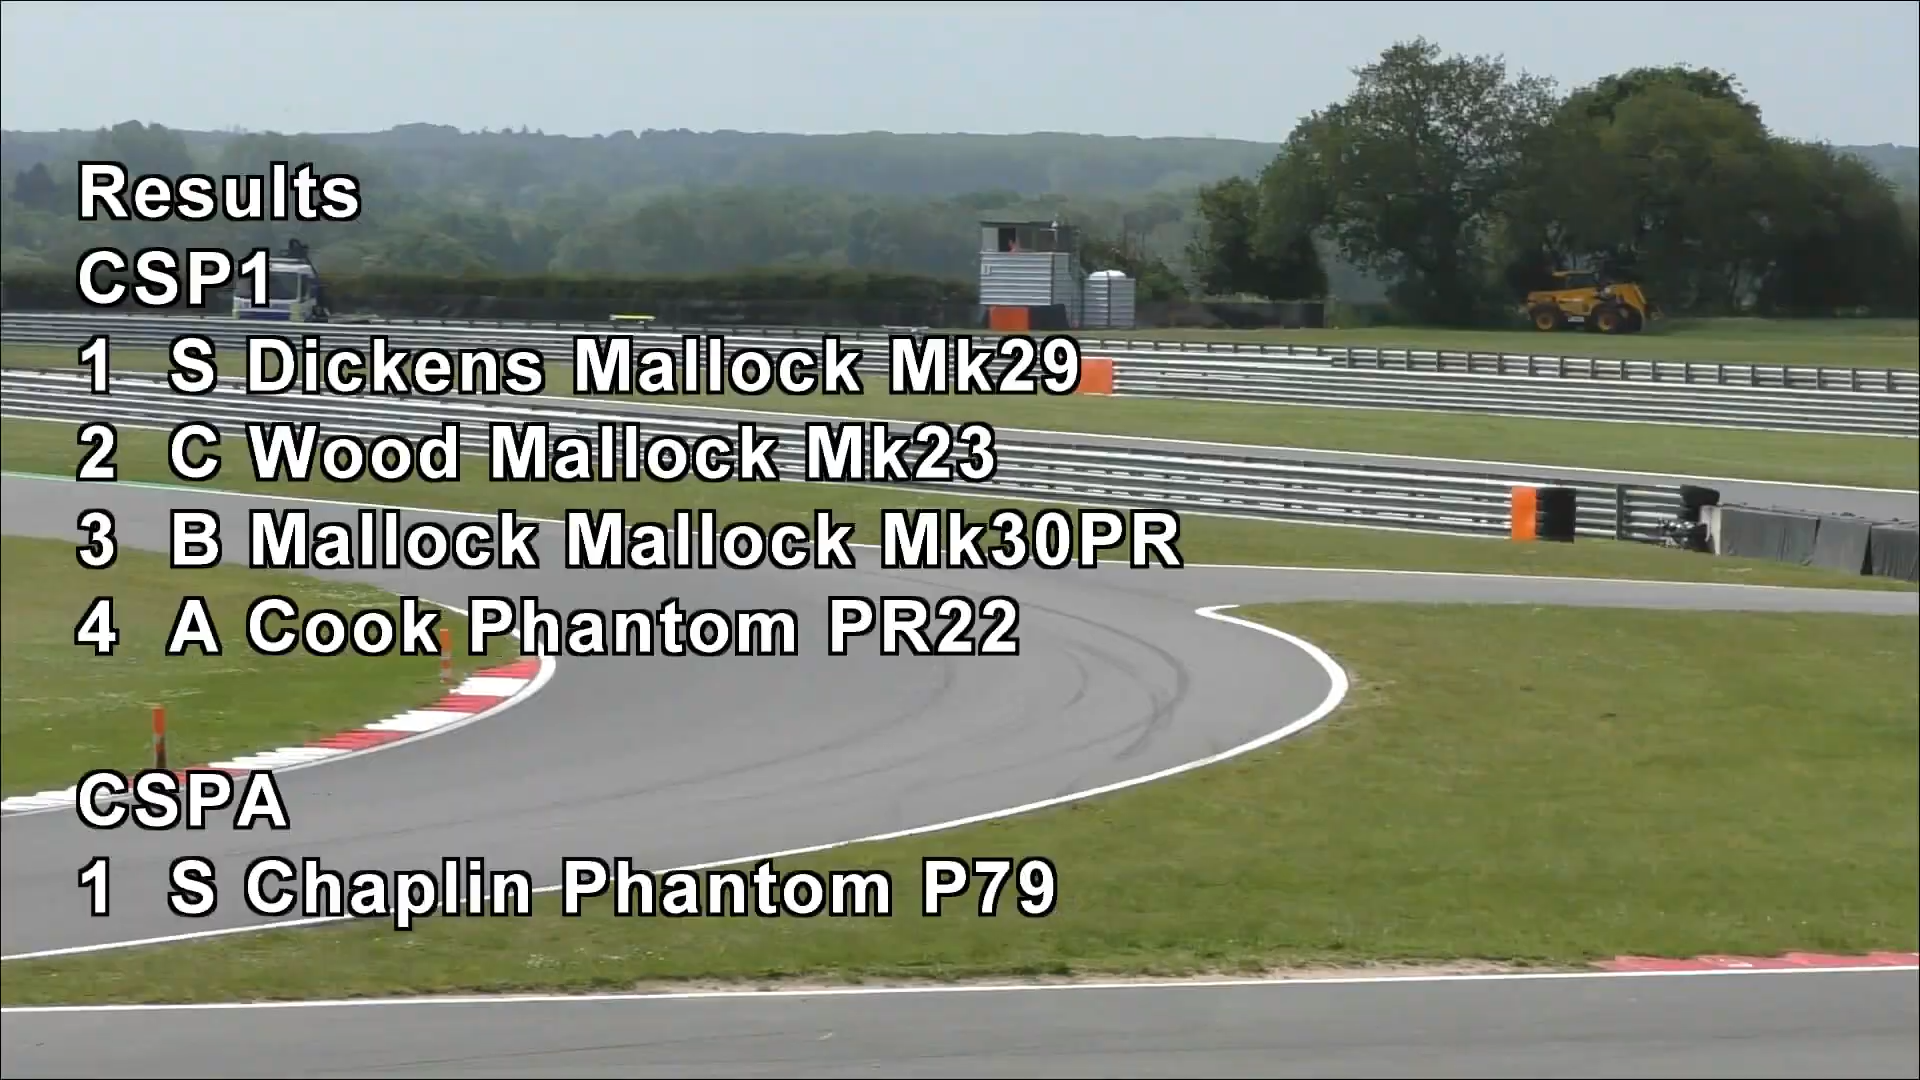 Results
CSP1
1 S Dickens Mallock Mk29
2 C Wood Mallock Mk23
3 B Mallock Mallock Mk30PR
4 A Cook Phantom PR22
CSPA
1 S Chaplin Phantom P79